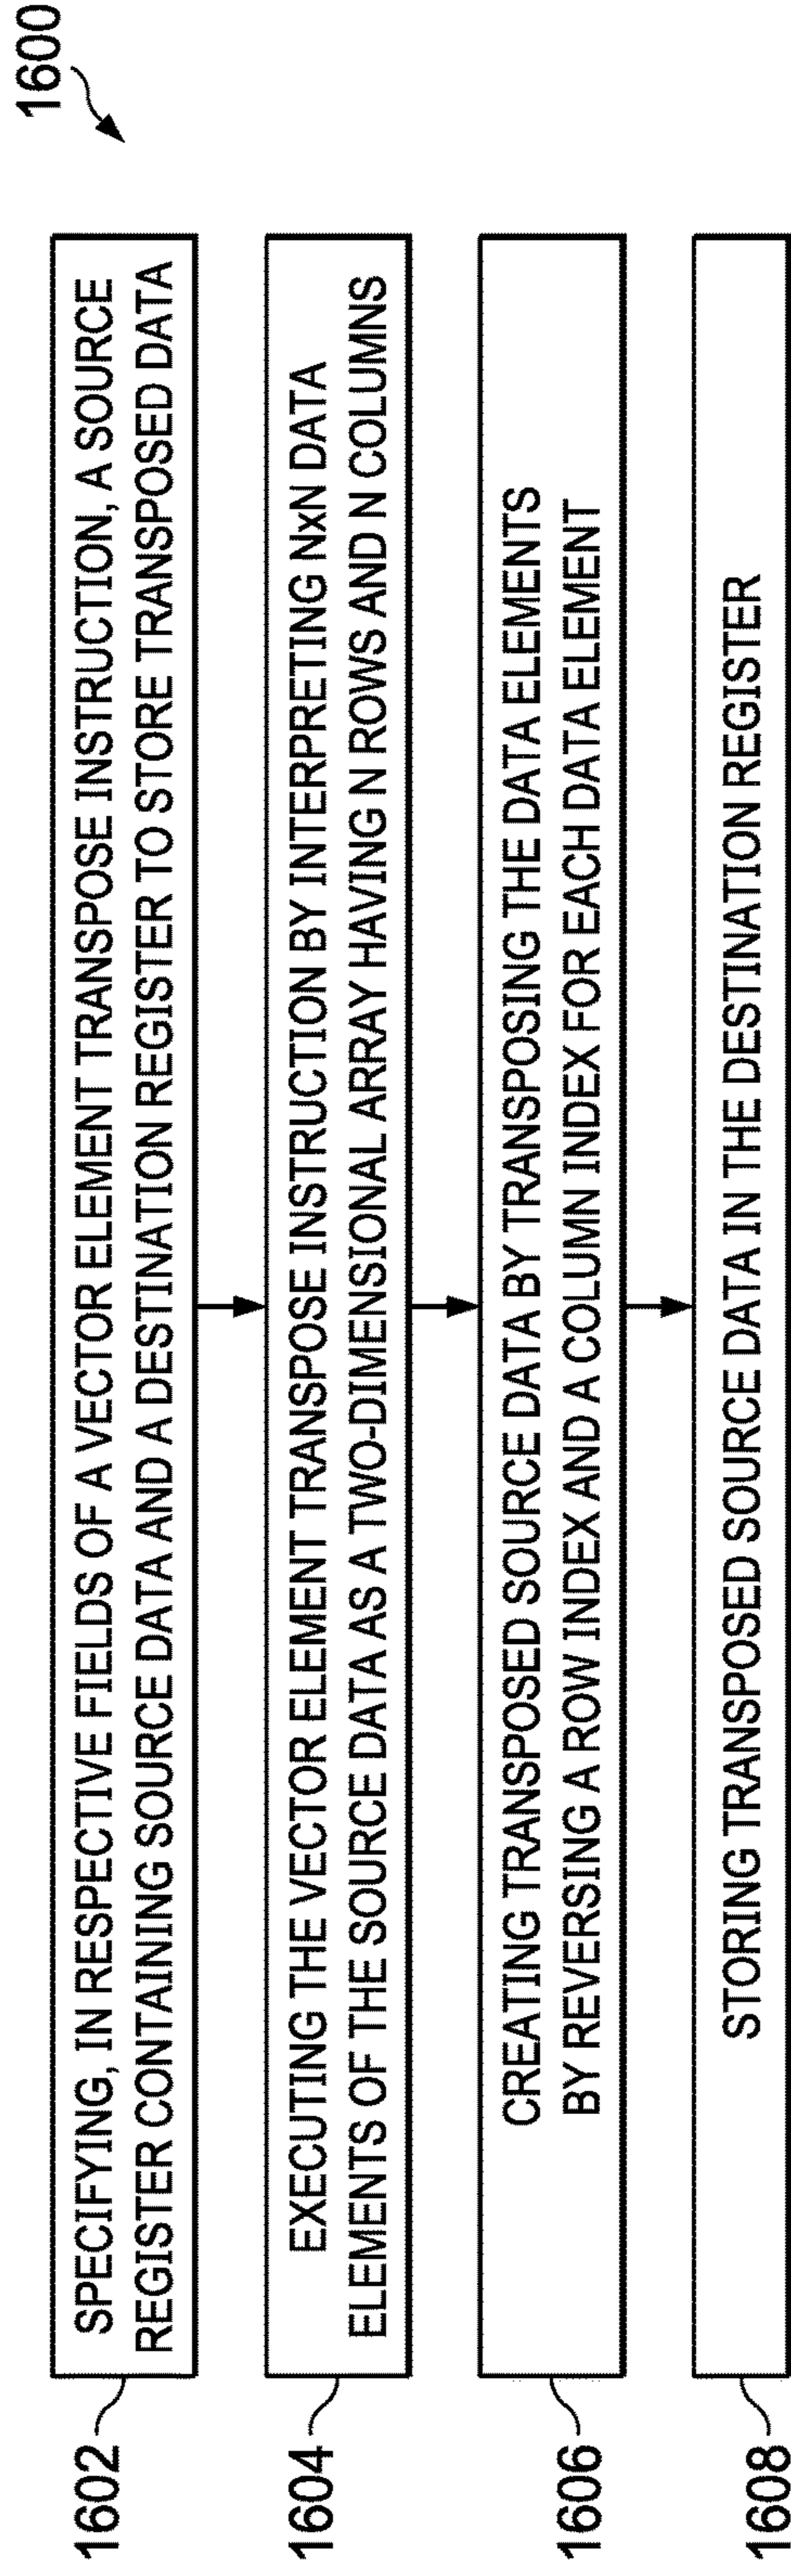 1600
1602
SPECIFYING, IN RESPECTIVE FIELDS OF A VECTOR ELEMENT TRANSPOSE INSTRUCTION, A SOURCE
REGISTER CONTAINING SOURCE DATA AND A DESTINATION REGISTER TO STORE TRANSPOSED DATA
1604
EXECUTING THE VECTOR ELEMENT TRANSPOSE INSTRUCTION BY INTERPRETING NxN DATA
ELEMENTS OF THE SOURCE DATA AS A TWO-DIMENSIONAL ARRAY HAVING N ROWS AND N COLUMNS
1606
CREATING TRANSPOSED SOURCE DATA BY TRANSPOSING THE DATA ELEMENTS
BY REVERSING A ROW INDEX AND A COLUMN INDEX FOR EACH DATA ELEMENT
1608
STORING TRANSPOSED SOURCE DATA IN THE DESTINATION REGISTER